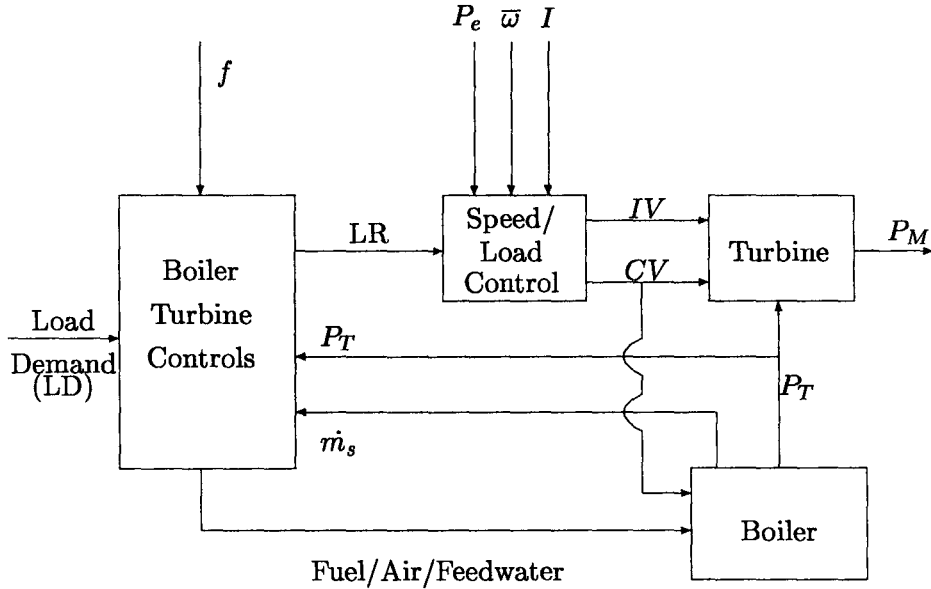 P_e ω̅ I
f
Speed/
Load
Control
IV
CV
Turbine
P_M
LR
Boiler
Turbine
Controls
Load
Demand
(LD)
P_T
P_T
ṁ_s
Boiler
Fuel/Air/Feedwater